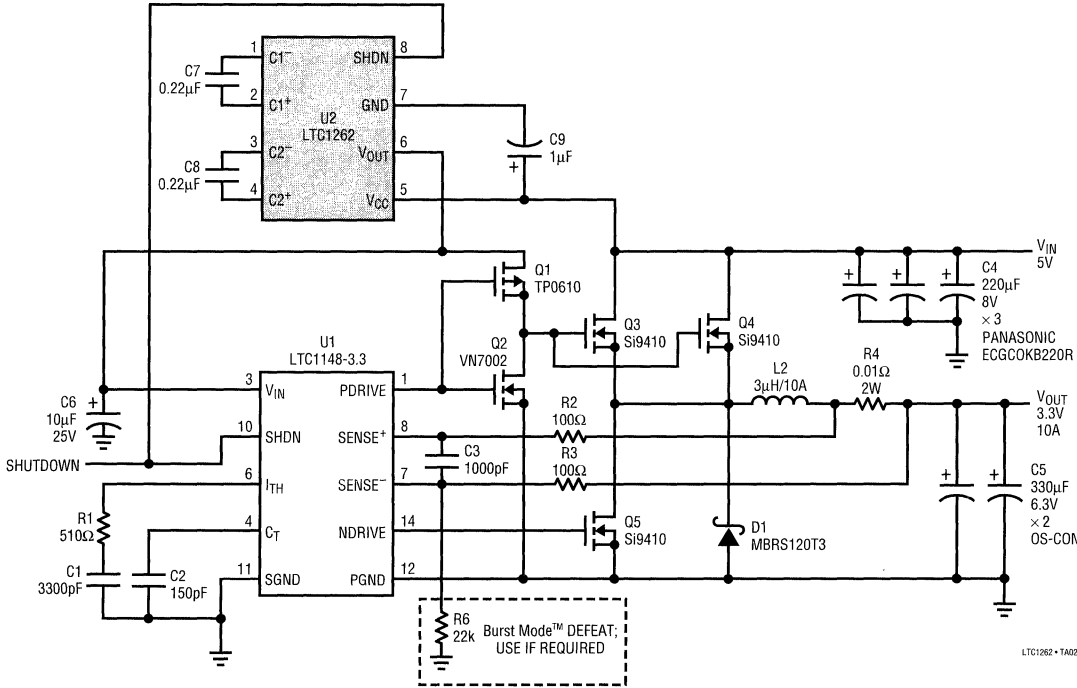 1
C1⁻
SHDN
8
C7
0.22µF
2
C1⁺
GND
7
U2
LTC1262
C9
1µF
+
3
C2⁻
VOUT
6
C8
0.22µF
4
C2⁺
VCC
5
VIN
5V
+
+
+
C4
220µF
8V
× 3
PANASONIC
ECGCOKB220R
Q1
TP0610
Q3
Si9410
Q4
Si9410
U1
LTC1148-3.3
Q2
VN7002
L2
3µH/10A
R4
0.01Ω
2W
3
VIN
PDRIVE
1
VOUT
3.3V
10A
C6
10µF
25V
+
R2
100Ω
10
SHDN
SENSE⁺
8
C3
1000pF
SHUTDOWN
R3
100Ω
6
ITH
SENSE⁻
7
+
+
C5
330µF
6.3V
× 2
OS-CON
R1
510Ω
4
CT
NDRIVE
14
Q5
Si9410
D1
MBRS120T3
C1
3300pF
C2
150pF
11
SGND
PGND
12
R6
22k
Burst Mode™ DEFEAT;
USE IF REQUIRED
LTC1262 • TA02